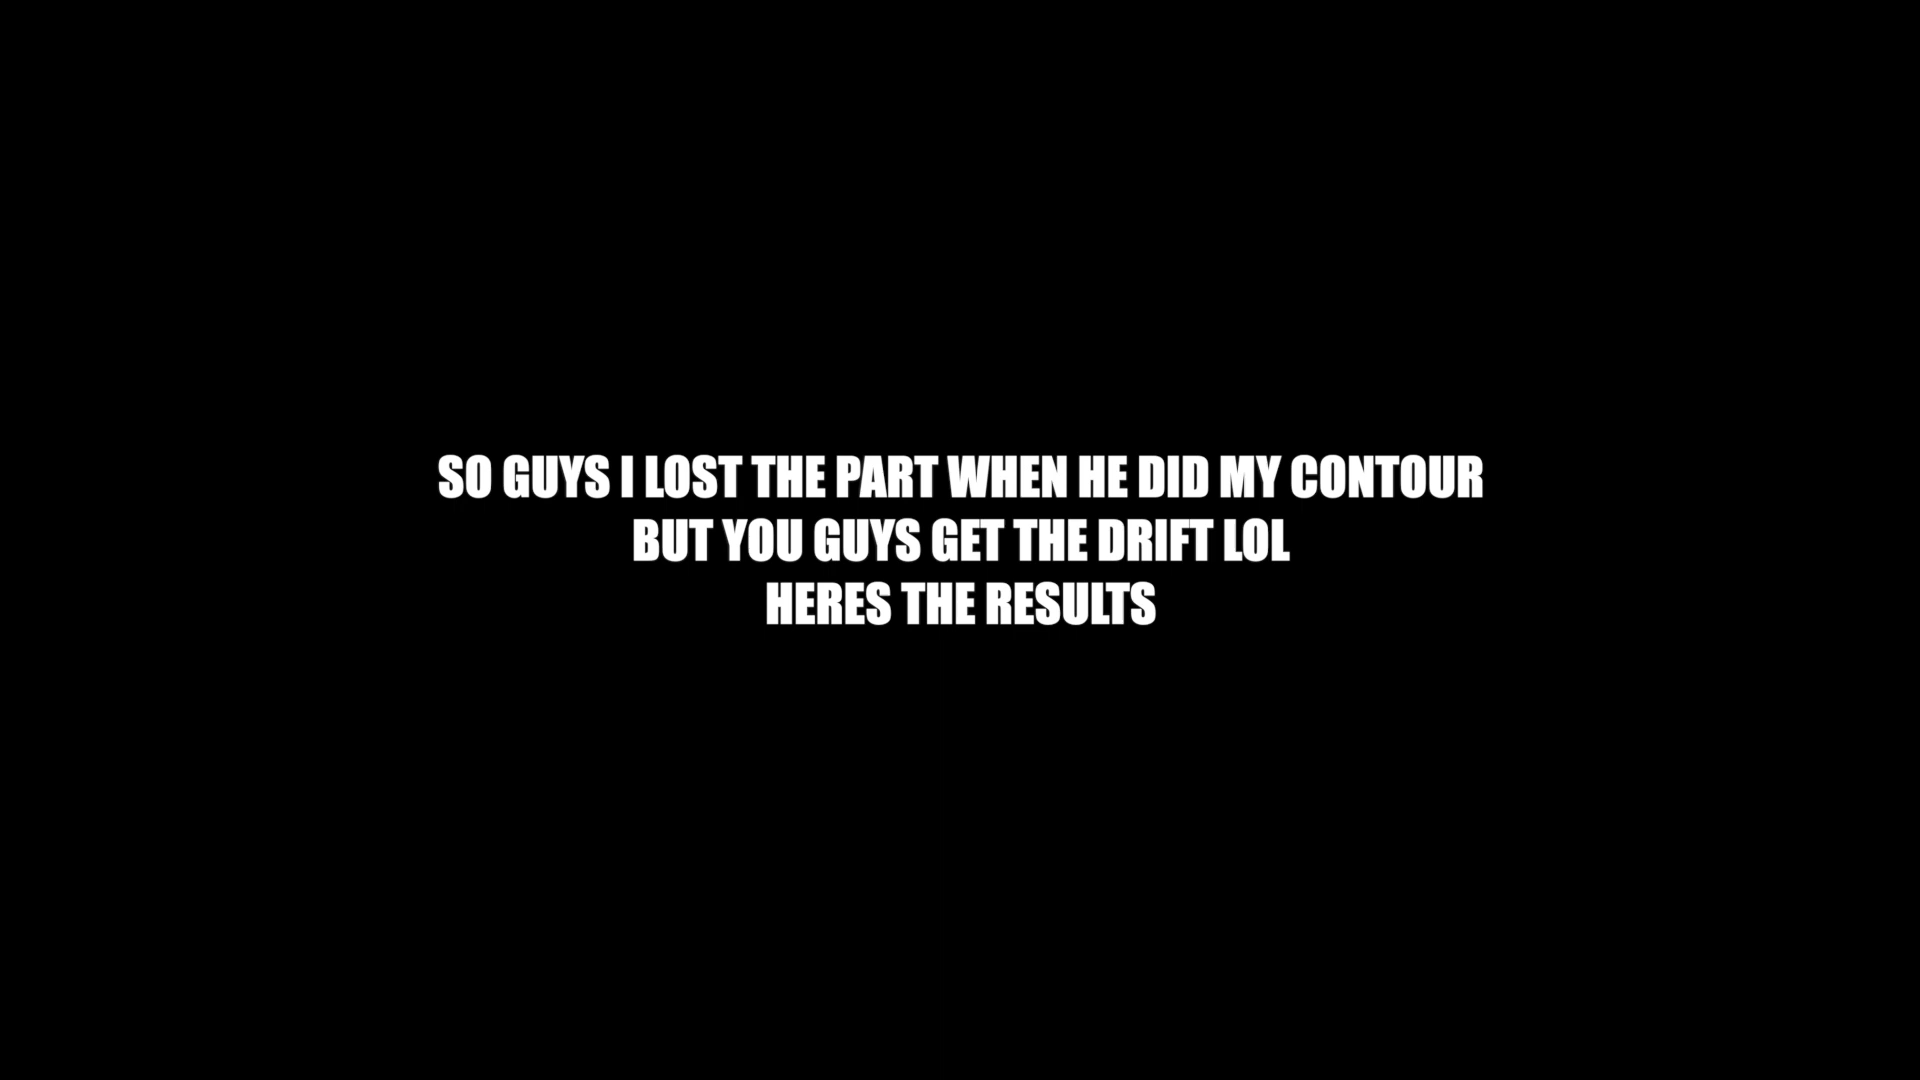 SO GUYS I LOST THE PART WHEN HE DID MY CONTOUR
BUT YOU GUYS GET THE DRIFT LOL
HERES THE RESULTS